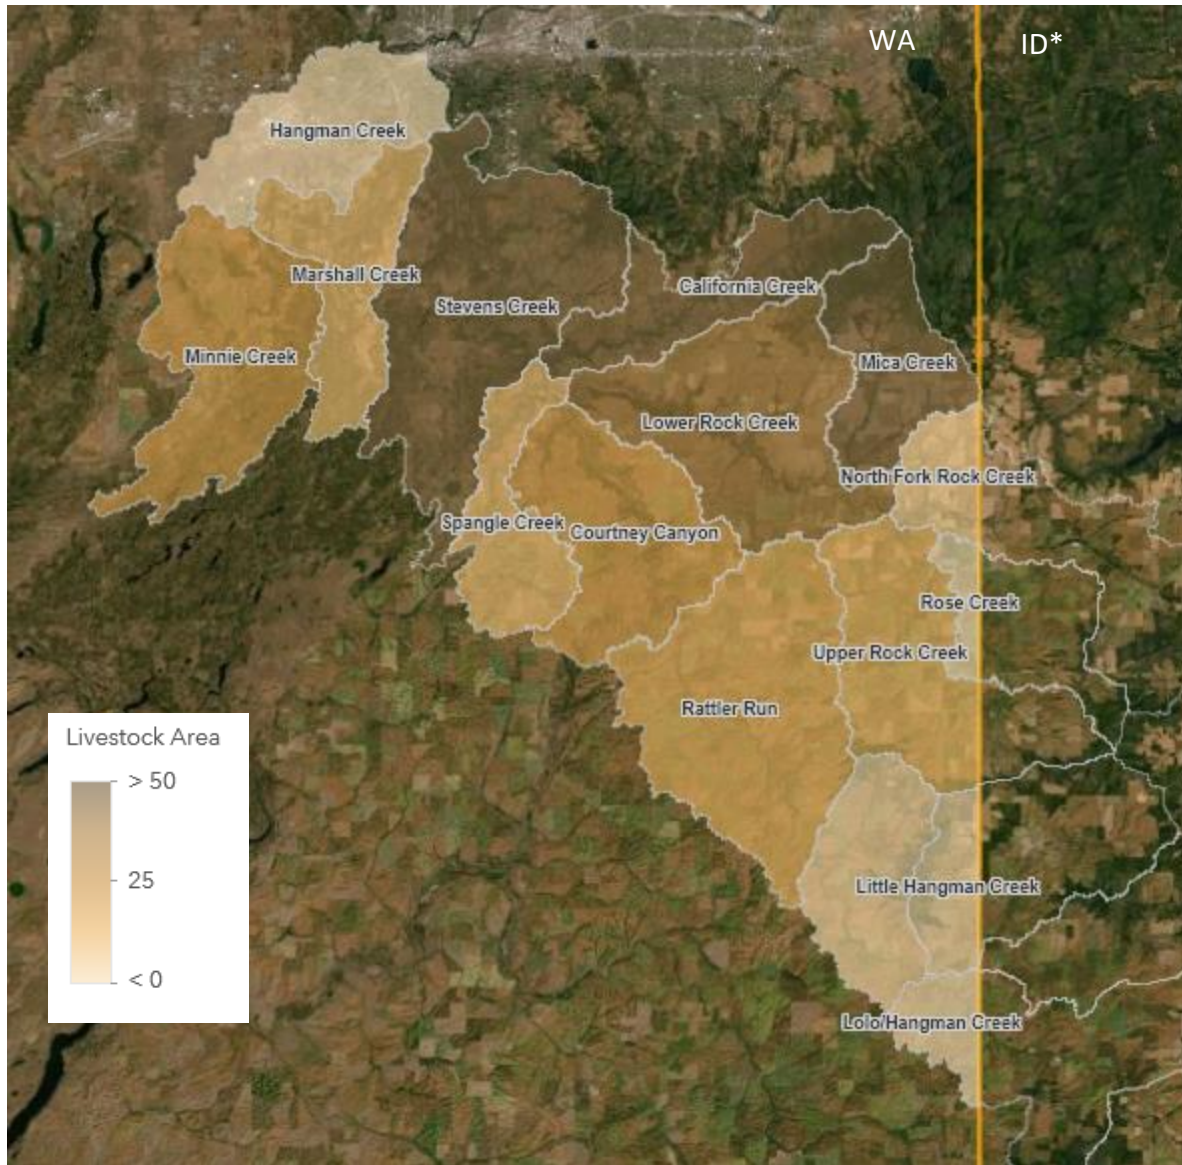 WA
ID*
Hangman Creek
Marshall Creek
California Creek
Stevens Creek
Minnie Creek
Mica Creek
Lower Rock Creek
North Fork Rock Creek
Spangle Creek
Courtney Canyon
Rose Creek
Upper Rock Creek
Rattler Run
Livestock Area
> 50
25
< 0
Little Hangman Creek
Lolo/Hangman Creek